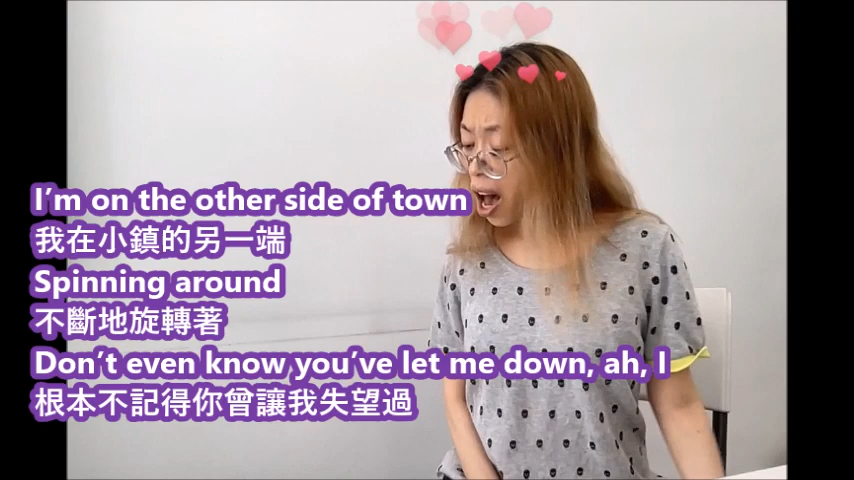 I’m on the other side of town
我在小鎮的另一端
Spinning around
不斷地旋轉著
Don’t even know you’ve let me down, ah, I
根本不記得你曾讓我失望過